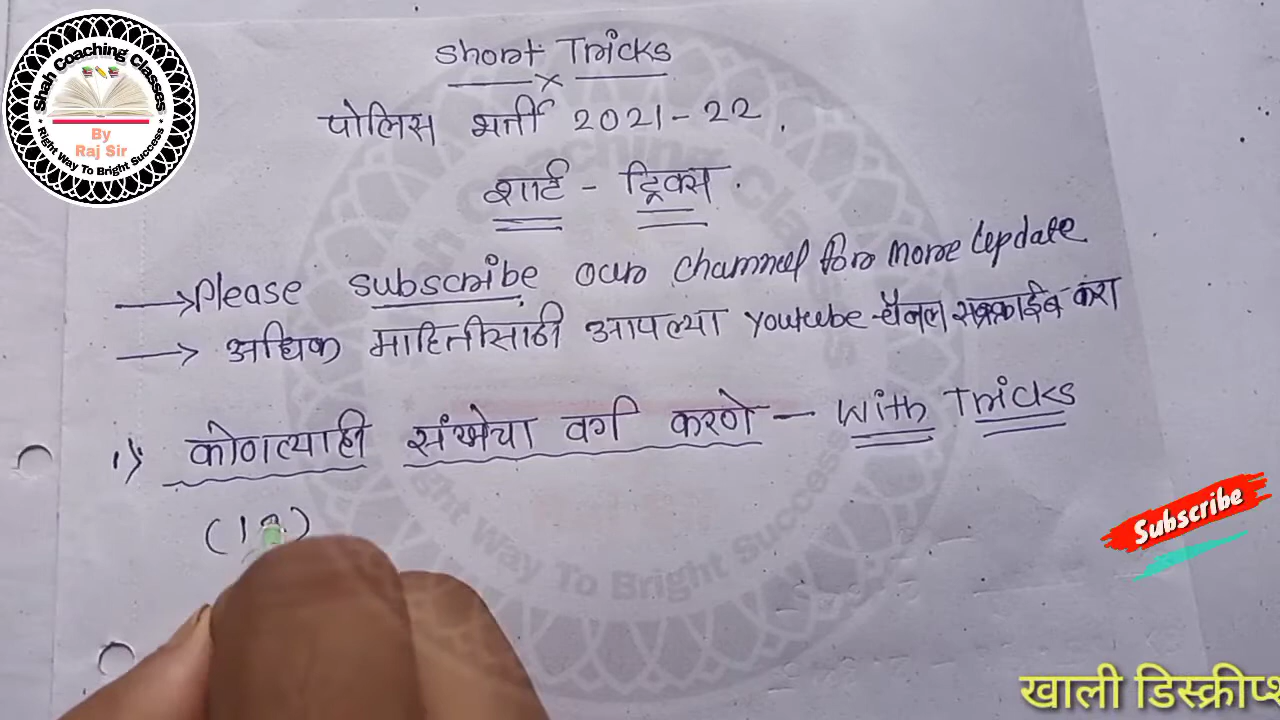 Shah Coaching Classes
By
Raj Sir
Right Way To Bright Success
Short Tricks
x
पोलिस भर्ती 2021-22.
शार्ट - ट्रिक्स.
Please subscribe our channel for more update
अधिक माहितीसाठी आपल्या youtube चॅनल सबस्क्राईब करा
1) कोणत्याही संख्येचा वर्ग करणे - With Tricks
Subscribe
खाली डिस्क्रीप्श